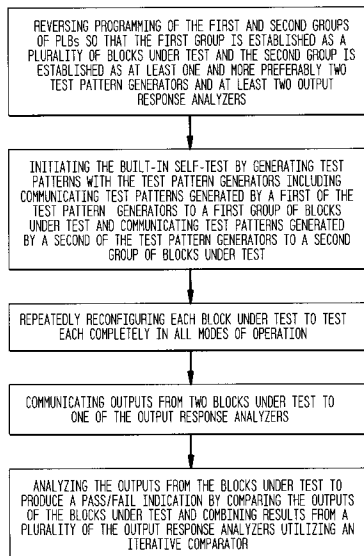 REVERSING PROGRAMMING OF THE FIRST AND SECOND GROUPS
OF PLBs SO THAT THE FIRST GROUP IS ESTABLISHED AS A
PLURALITY OF BLOCKS UNDER TEST AND THE SECOND GROUP
IS ESTABLISHED AS AT LEAST ONE AND MORE PREFERABLY TWO
TEST PATTERN GENERATORS AND AT LEAST TWO OUTPUT
RESPONSE ANALYZERS
INITIATING THE BUILT-IN SELF-TEST BY GENERATING TEST
PATTERNS WITH THE TEST PATTERN GENERATORS INCLUDING
COMMUNICATING TEST PATTERNS GENERATED BY A FIRST OF THE
TEST PATTERN GENERATORS TO A FIRST GROUP OF BLOCKS
UNDER TEST AND COMMUNICATING TEST PATTERNS GENERATED
BY A SECOND OF THE TEST PATTERN GENERATORS TO A SECOND
GROUP OF BLOCKS UNDER TEST
REPEATEDLY RECONFIGURING EACH BLOCK UNDER TEST TO TEST
EACH COMPLETELY IN ALL MODES OF OPERATION
COMMUNICATING OUTPUTS FROM TWO BLOCKS UNDER TEST TO
ONE OF THE OUTPUT RESPONSE ANALYZERS
ANALYZING THE OUTPUTS FROM THE BLOCKS UNDER TEST TO
PRODUCE A PASS/FAIL INDICATION BY COMPARING THE OUTPUTS
OF THE BLOCKS UNDER TEST AND COMBINING RESULTS FROM A
PLURALITY OF THE OUTPUT RESPONSE ANALYZERS UTILIZING AN
ITERATIVE COMPARATOR